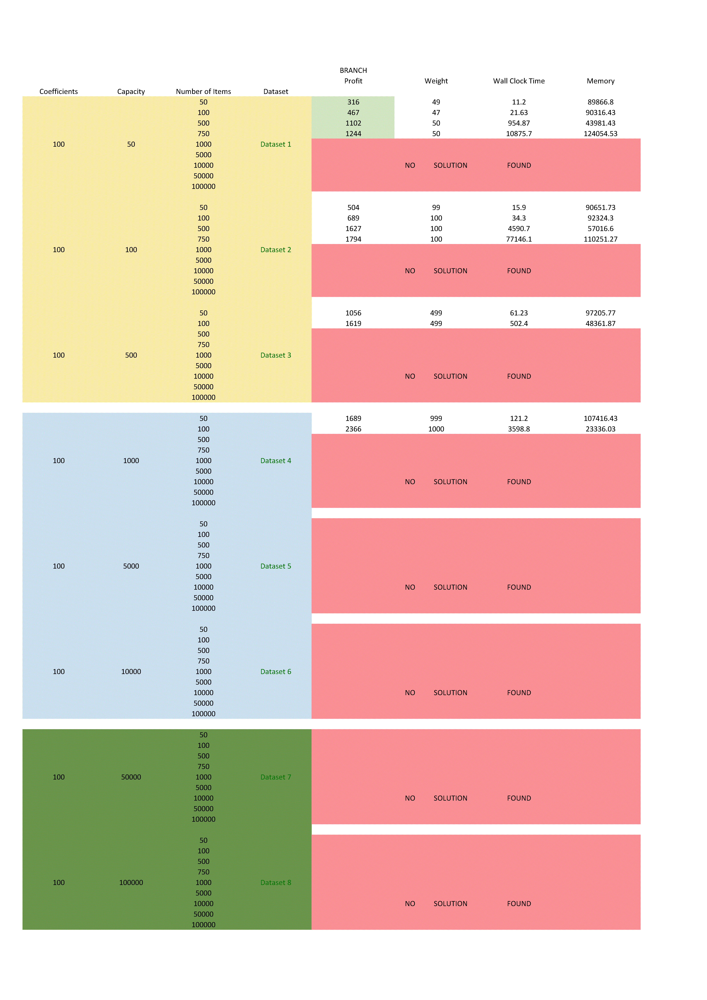 BRANCH
Profit Weight Wall Clock Time Memory
Coefficients Capacity Number of Items Dataset
50 316 49 11.2 89866.8
100 467 47 21.63 90316.43
500 1102 50 954.87 43981.43
750 1244 50 10875.7 124054.53
100 50 1000 Dataset 1
5000
10000 NO SOLUTION FOUND
50000
100000
50 504 99 15.9 90651.73
100 689 100 34.3 92324.3
500 1627 100 4590.7 57016.6
750 1794 100 77146.1 110251.27
100 100 1000 Dataset 2
5000
10000 NO SOLUTION FOUND
50000
100000
50 1056 499 61.23 97205.77
100 1619 499 502.4 48361.87
500
750
100 500 1000 Dataset 3
5000
10000 NO SOLUTION FOUND
50000
100000
50 1689 999 121.2 107416.43
100 2366 1000 3598.8 23336.03
500
750
100 1000 1000 Dataset 4
5000
10000 NO SOLUTION FOUND
50000
100000
50
100
500
750
100 5000 1000 Dataset 5
5000
10000 NO SOLUTION FOUND
50000
100000
50
100
500
750
100 10000 1000 Dataset 6
5000
10000 NO SOLUTION FOUND
50000
100000
50
100
500
750
100 50000 1000 Dataset 7
5000
10000 NO SOLUTION FOUND
50000
100000
50
100
500
750
100 100000 1000 Dataset 8
5000
10000 NO SOLUTION FOUND
50000
100000